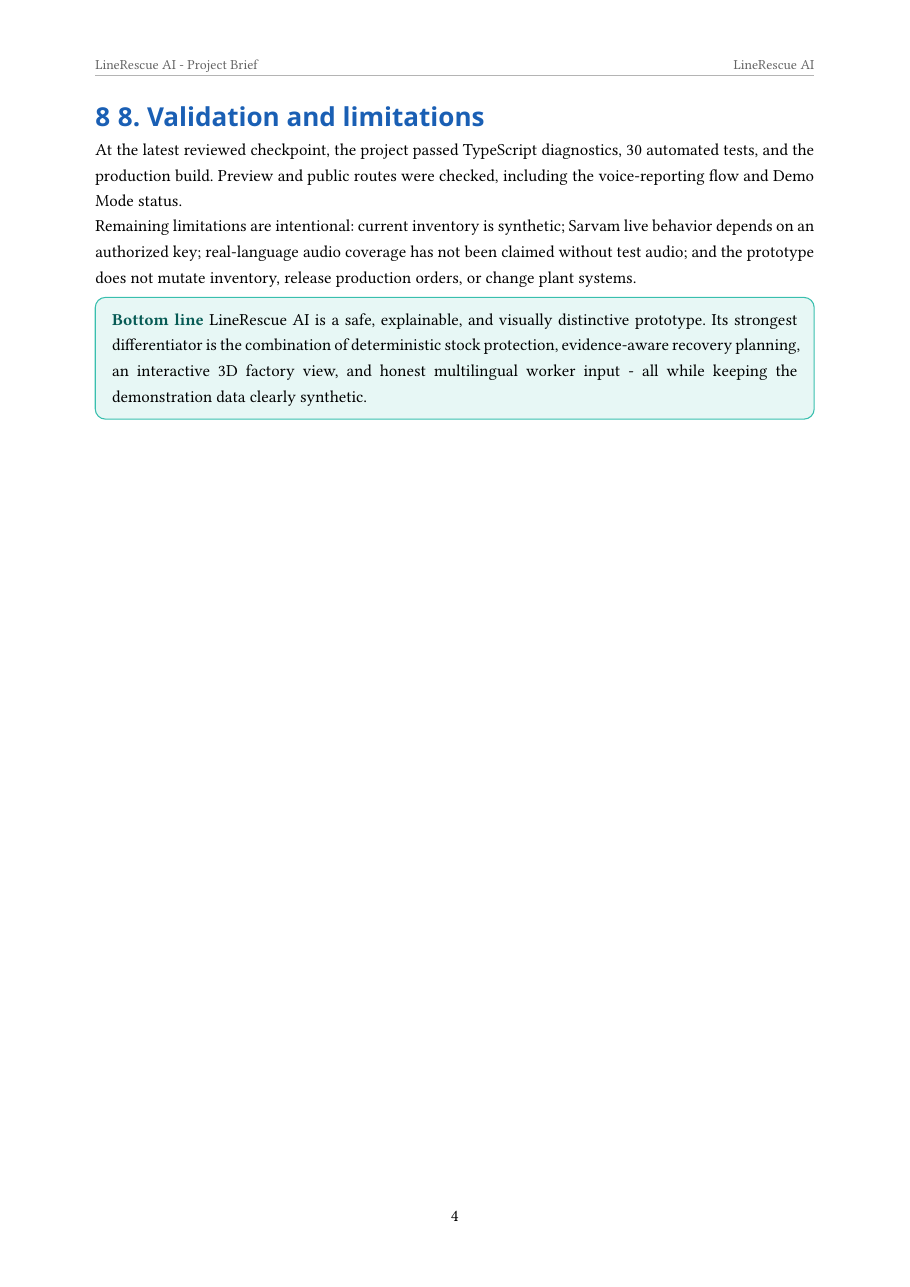 LineRescue AI - Project Brief
LineRescue AI
8 8. Validation and limitations
At the latest reviewed checkpoint, the project passed TypeScript diagnostics, 30 automated tests, and the
production build. Preview and public routes were checked, including the voice-reporting flow and Demo
Mode status.
Remaining limitations are intentional: current inventory is synthetic; Sarvam live behavior depends on an
authorized key; real-language audio coverage has not been claimed without test audio; and the prototype
does not mutate inventory, release production orders, or change plant systems.
Bottom line LineRescue AI is a safe, explainable, and visually distinctive prototype. Its strongest
differentiator is the combination of deterministic stock protection, evidence-aware recovery planning,
an interactive 3D factory view, and honest multilingual worker input - all while keeping the
demonstration data clearly synthetic.
4